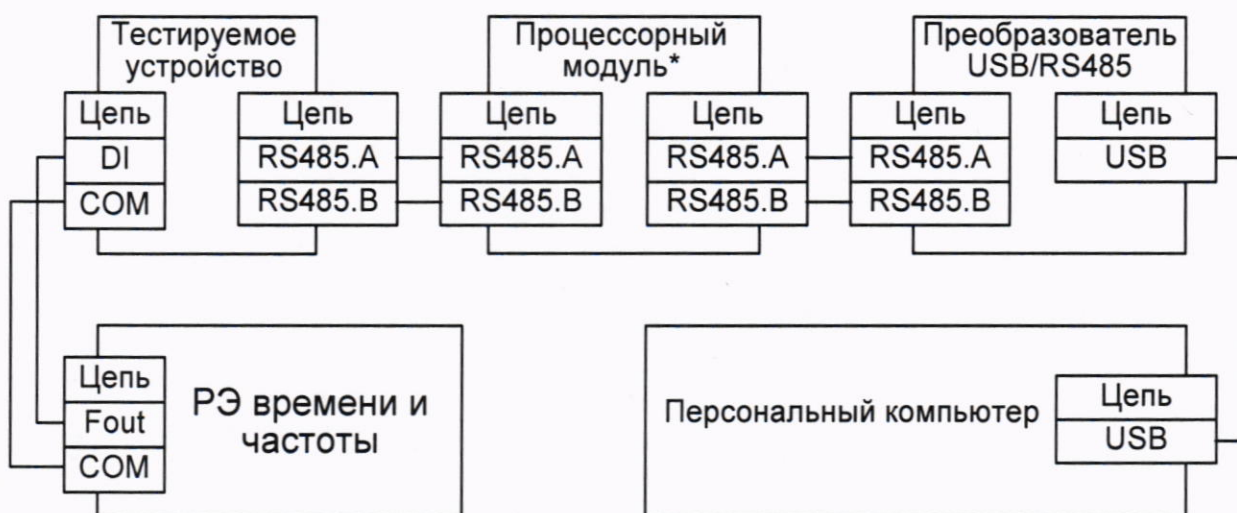 Тестируемое
устройство
Цепь
DI
COM
Цепь
RS485.A
RS485.B
Процессорный
модуль*
Цепь
RS485.A
RS485.B
Цепь
RS485.A
RS485.B
Преобразователь
USB/RS485
Цепь
RS485.A
RS485.B
Цепь
USB
Цепь
Fout
COM
РЭ времени и
частоты
Персональный компьютер
Цепь
USB